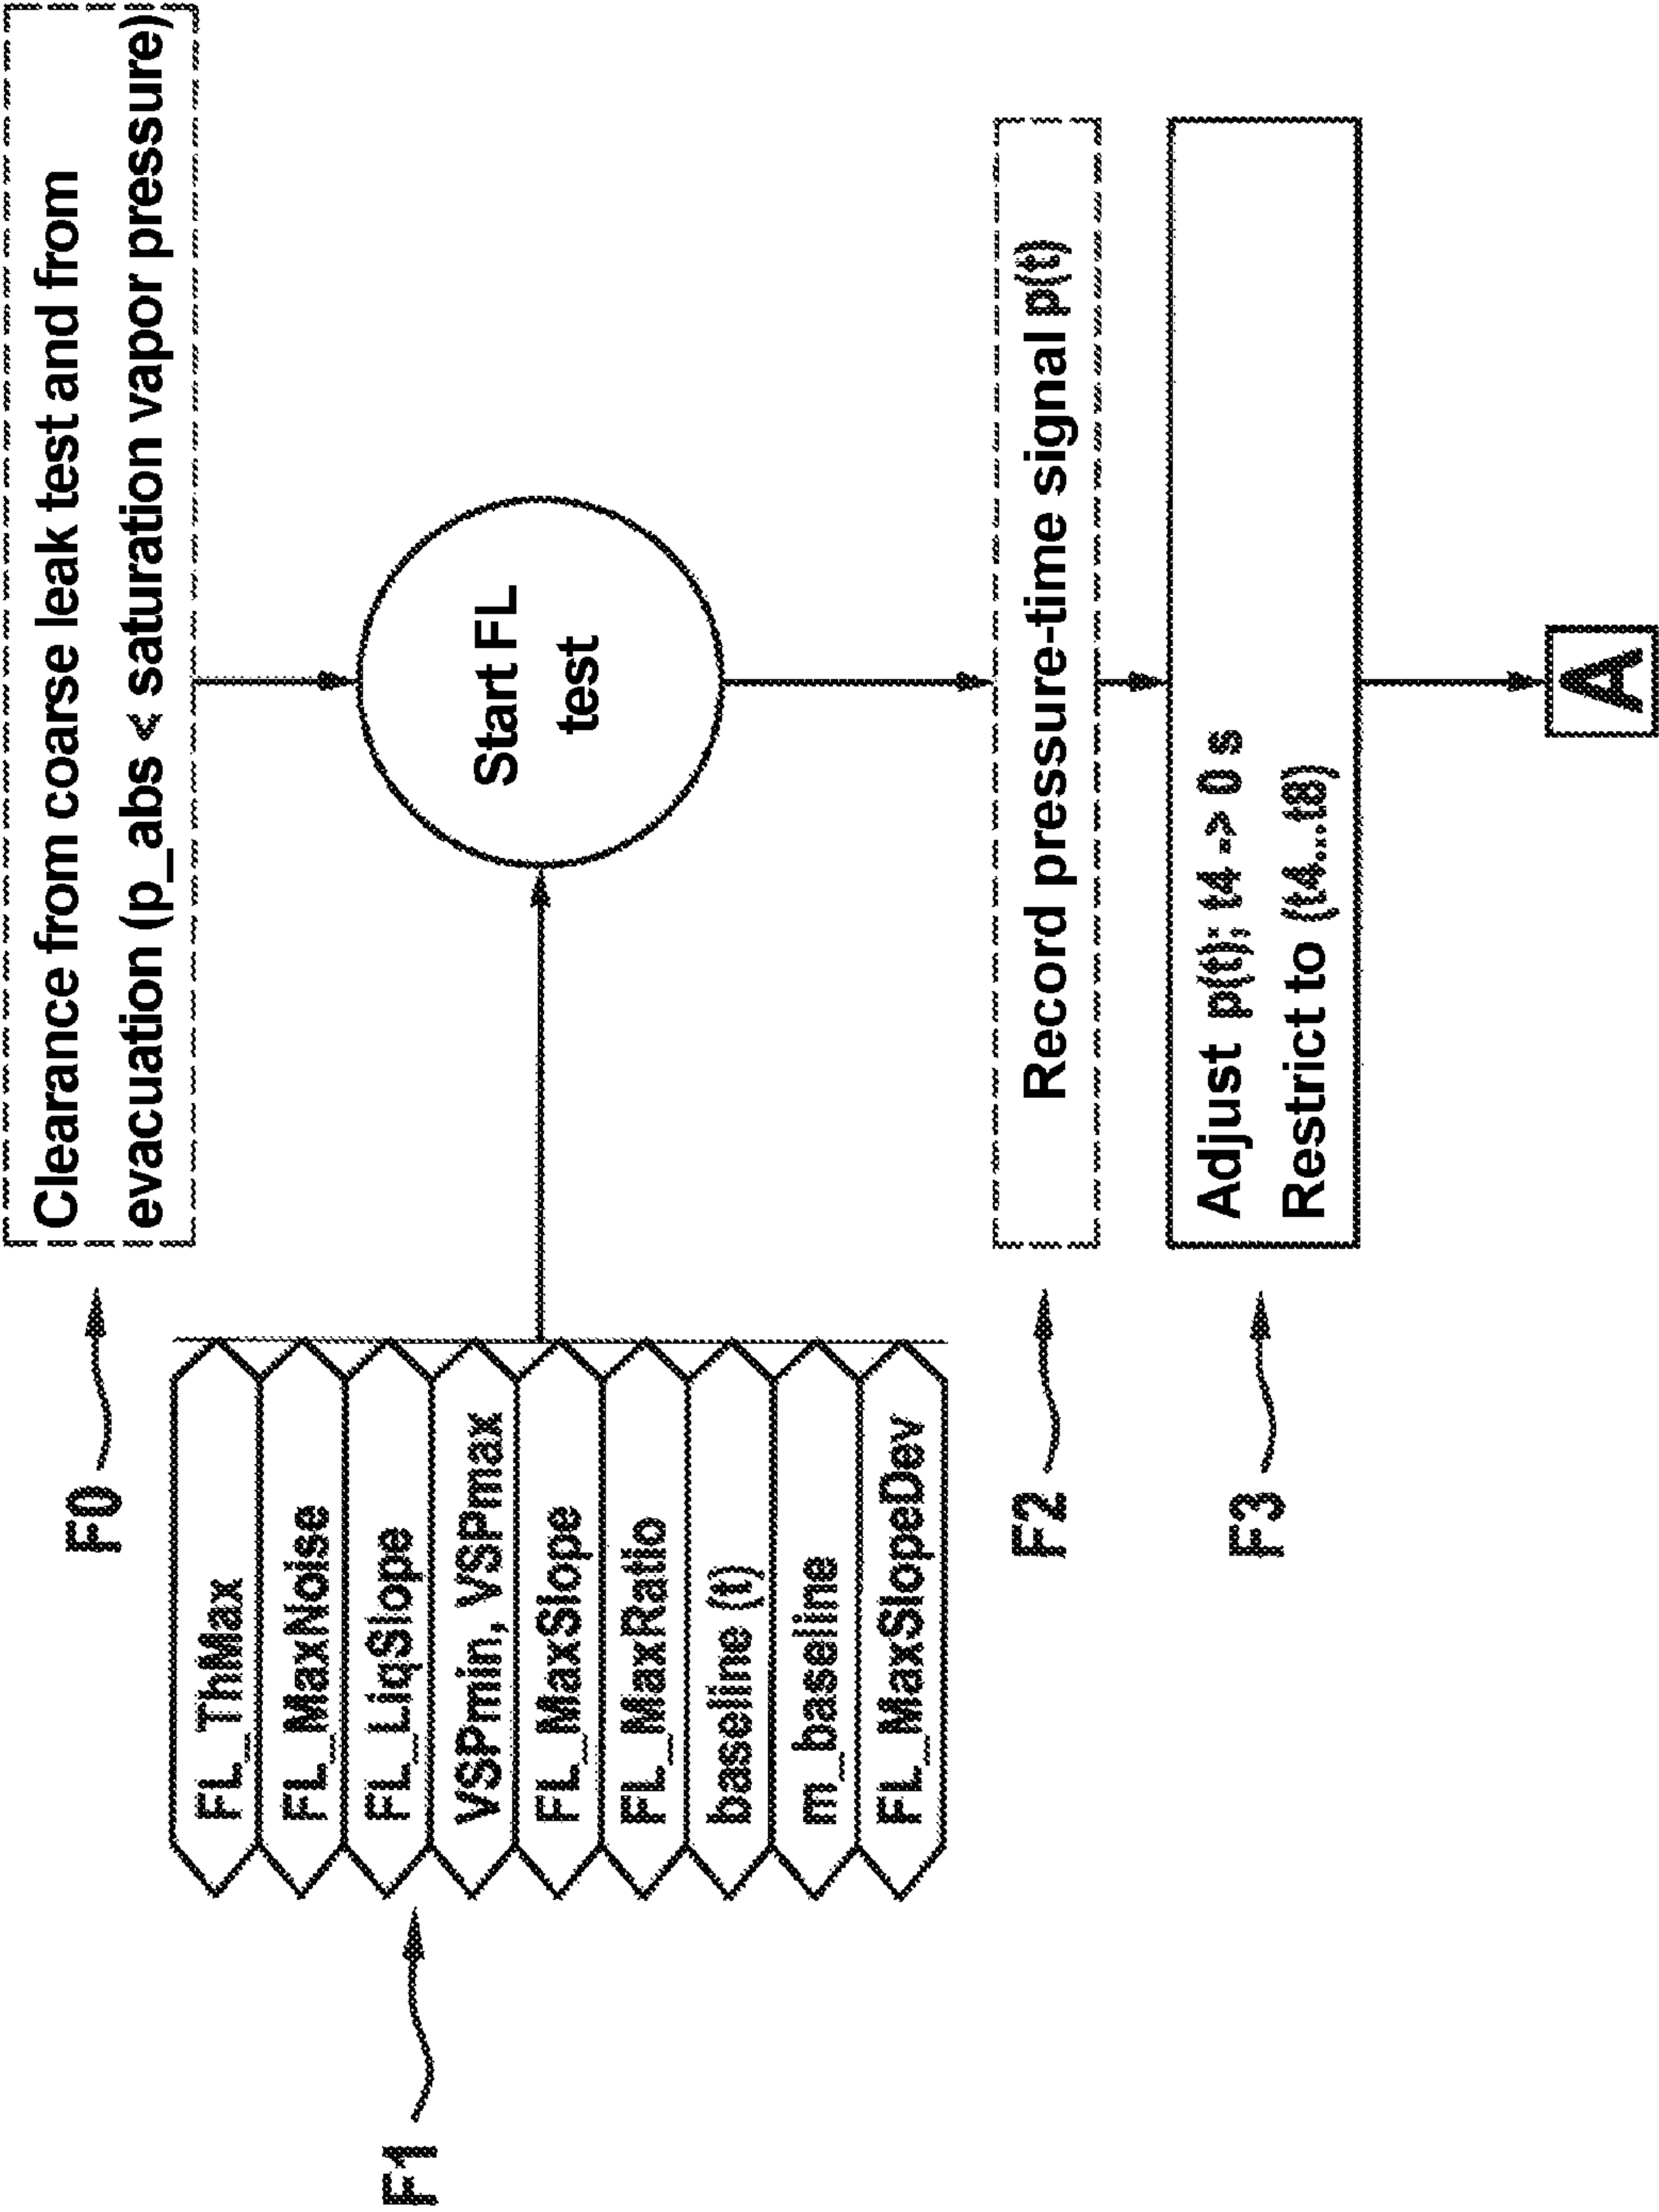 F0
Clearance from coarse leak test and from
evacuation (p_abs < saturation vapor pressure)
F1
FL_ThMax
FL_MaxNoise
FL_LiqSlope
VSPmin, VSPmax
FL_MaxSlope
FL_MaxRatio
baseline (t)
m_baseline
FL_MaxSlopeDev
Start FL
test
F2
Record pressure-time signal p(t)
F3
Adjust p(t); t4 -> 0 s
Restrict to (t4...t8)
A